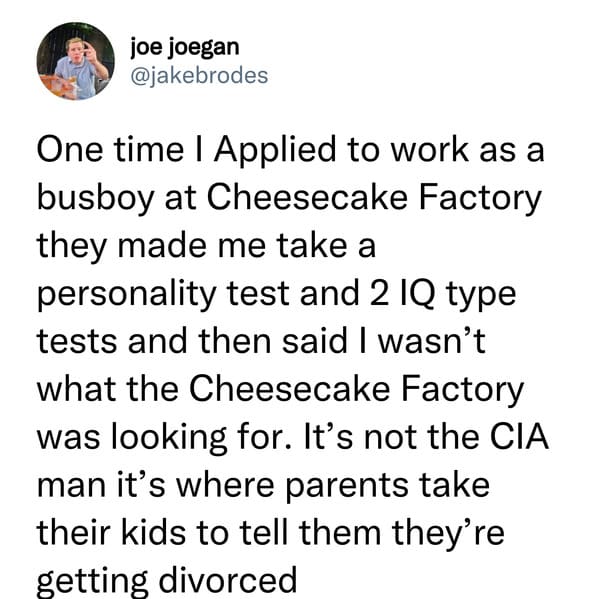 joe joegan
@jakebrodes
One time I Applied to work as a
busboy at Cheesecake Factory
they made me take a
personality test and 2 IQ type
tests and then said I wasn’t
what the Cheesecake Factory
was looking for. It’s not the CIA
man it’s where parents take
their kids to tell them they’re
getting divorced